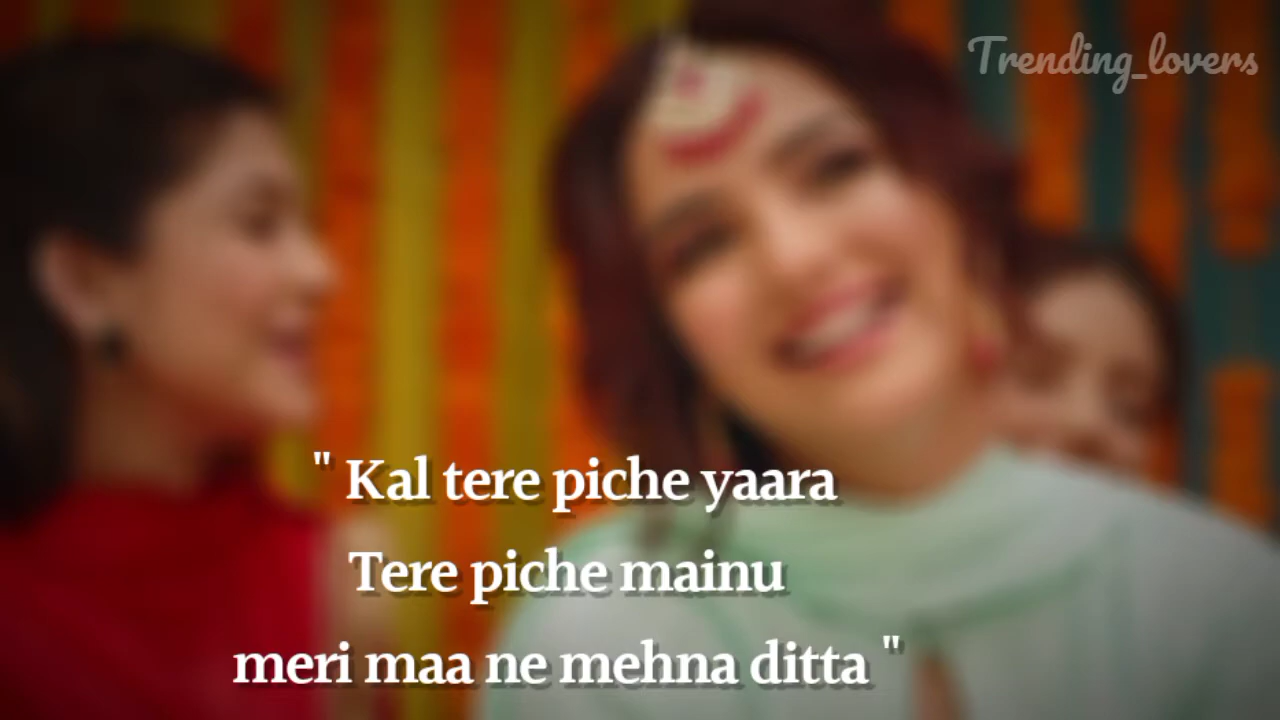 Trending_lovers
" Kal tere piche yaara
Tere piche mainu
meri maa ne mehna ditta "